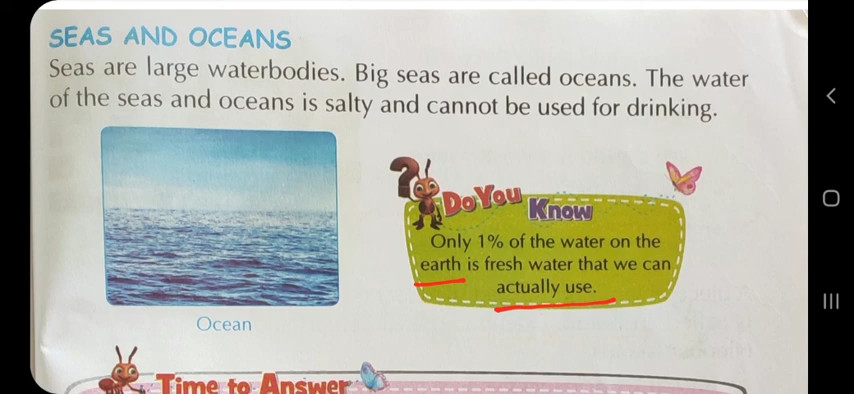 SEAS AND OCEANS
Seas are large waterbodies. Big seas are called oceans. The water
of the seas and oceans is salty and cannot be used for drinking.
Do You Know
Only 1% of the water on the
earth is fresh water that we can
actually use.
Ocean
Time to Answer